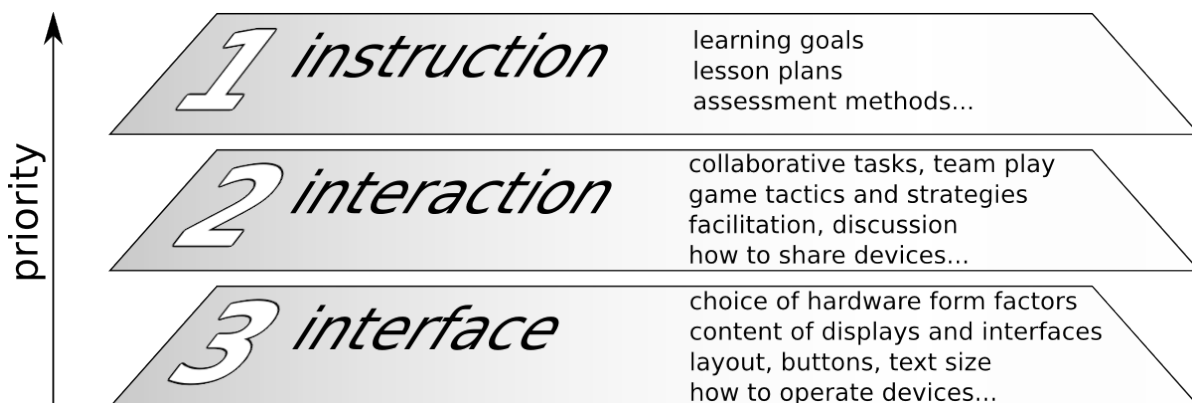 priority
1 instruction
learning goals
lesson plans
assessment methods...
2 interaction
collaborative tasks, team play
game tactics and strategies
facilitation, discussion
how to share devices...
3 interface
choice of hardware form factors
content of displays and interfaces
layout, buttons, text size
how to operate devices...